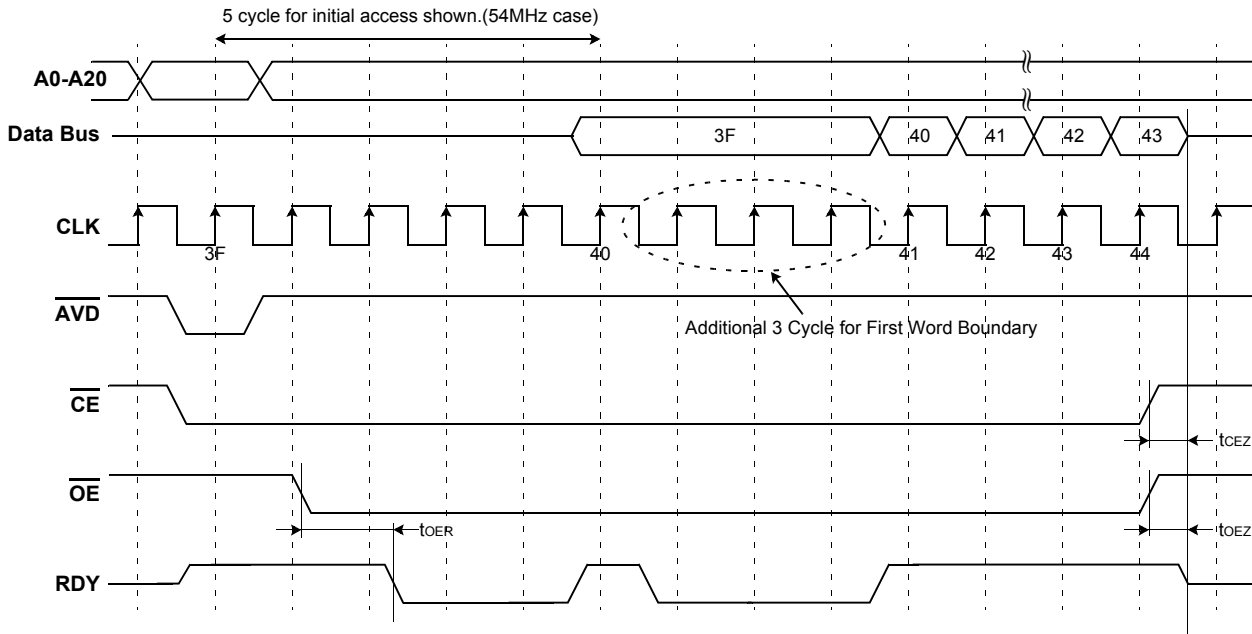 5 cycle for initial access shown.(54MHz case)
A0-A20
Data Bus
3F 40 41 42 43
CLK
3F 40 41 42 43 44
AVD
Additional 3 Cycle for First Word Boundary
CE
tCEZ
OE
tOER
tOEZ
RDY